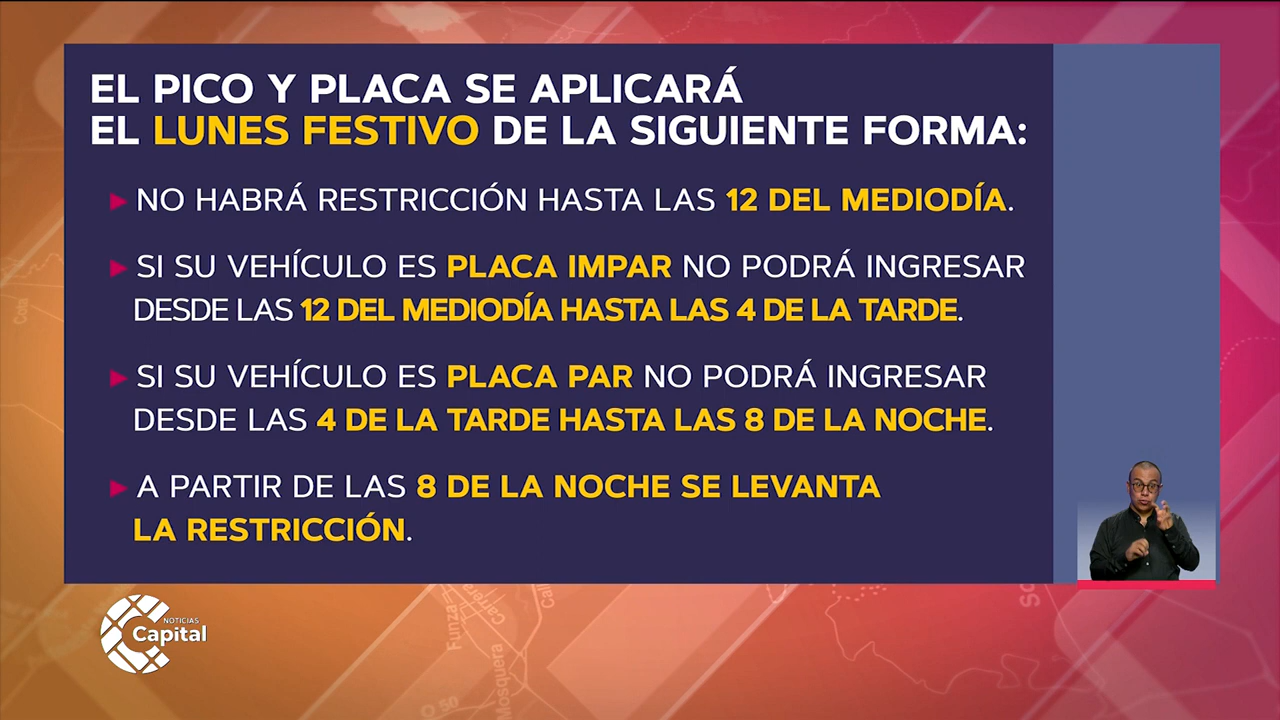 EL PICO Y PLACA SE APLICARÁ
EL LUNES FESTIVO DE LA SIGUIENTE FORMA:
NO HABRÁ RESTRICCIÓN HASTA LAS 12 DEL MEDIODÍA.
SI SU VEHÍCULO ES PLACA IMPAR NO PODRÁ INGRESAR
DESDE LAS 12 DEL MEDIODÍA HASTA LAS 4 DE LA TARDE.
SI SU VEHÍCULO ES PLACA PAR NO PODRÁ INGRESAR
DESDE LAS 4 DE LA TARDE HASTA LAS 8 DE LA NOCHE.
A PARTIR DE LAS 8 DE LA NOCHE SE LEVANTA
LA RESTRICCIÓN.
NOTICIAS
Capital
Funza
Mosquera
50